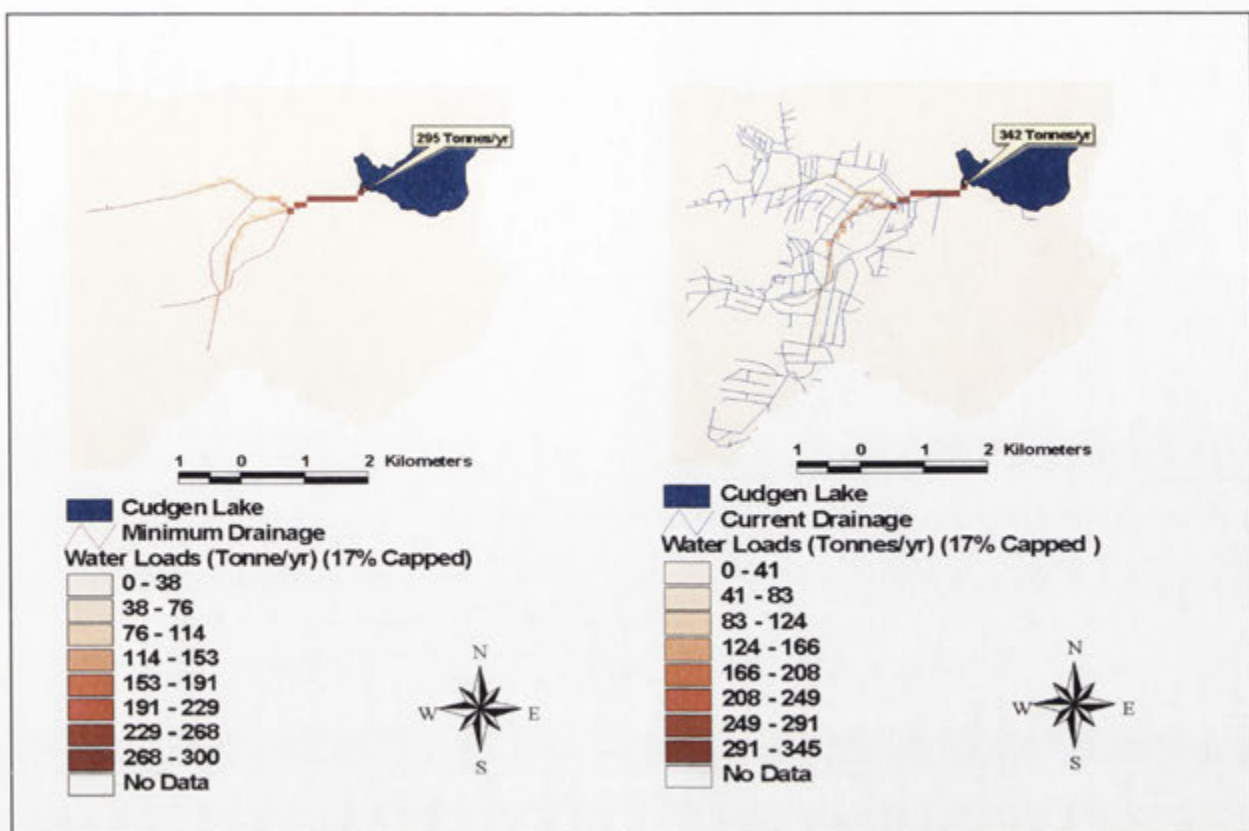 295 Tonnes/yr
1 0 1 2 Kilometers
Cudgen Lake
Minimum Drainage
Water Loads (Tonne/yr) (17% Capped)
0 - 38
38 - 76
76 - 114
114 - 153
153 - 191
191 - 229
229 - 268
268 - 300
No Data
N
W E
S
342 Tonnes/yr
1 0 1 2 Kilometers
Cudgen Lake
Current Drainage
Water Loads (Tonnes/yr) (17% Capped )
0 - 41
41 - 83
83 - 124
124 - 166
166 - 208
208 - 249
249 - 291
291 - 345
No Data
N
W E
S